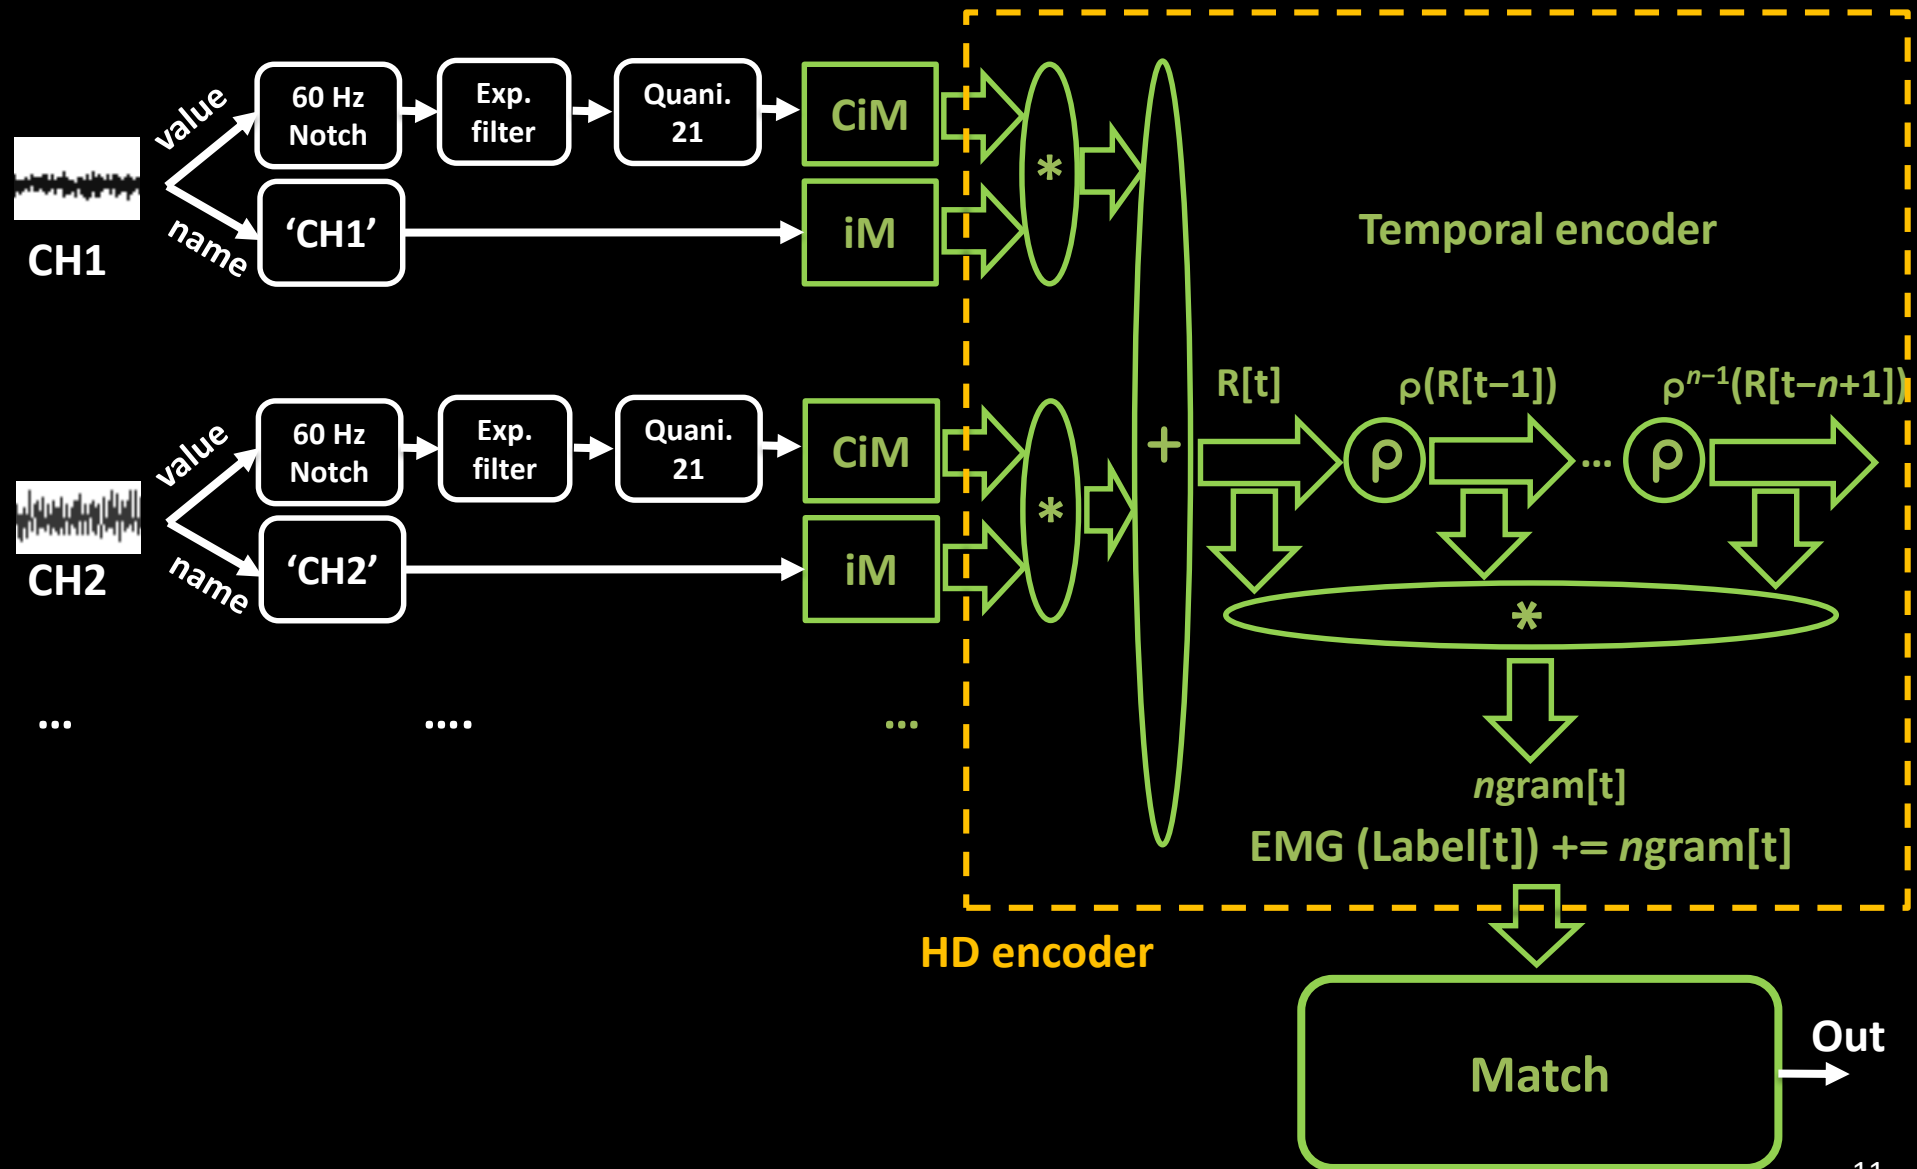 value
60 Hz
Notch
Exp.
filter
Quani.
21
CiM
*
name
'CH1'
iM
CH1
Temporal encoder
value
60 Hz
Notch
Exp.
filter
Quani.
21
CiM
*
name
'CH2'
iM
CH2
+
R[t]
ρ(R[t−1])
ρⁿ⁻¹(R[t−n+1])
ρ
...
ρ
*
...
....
...
ngram[t]
EMG (Label[t]) += ngram[t]
HD encoder
Match
Out